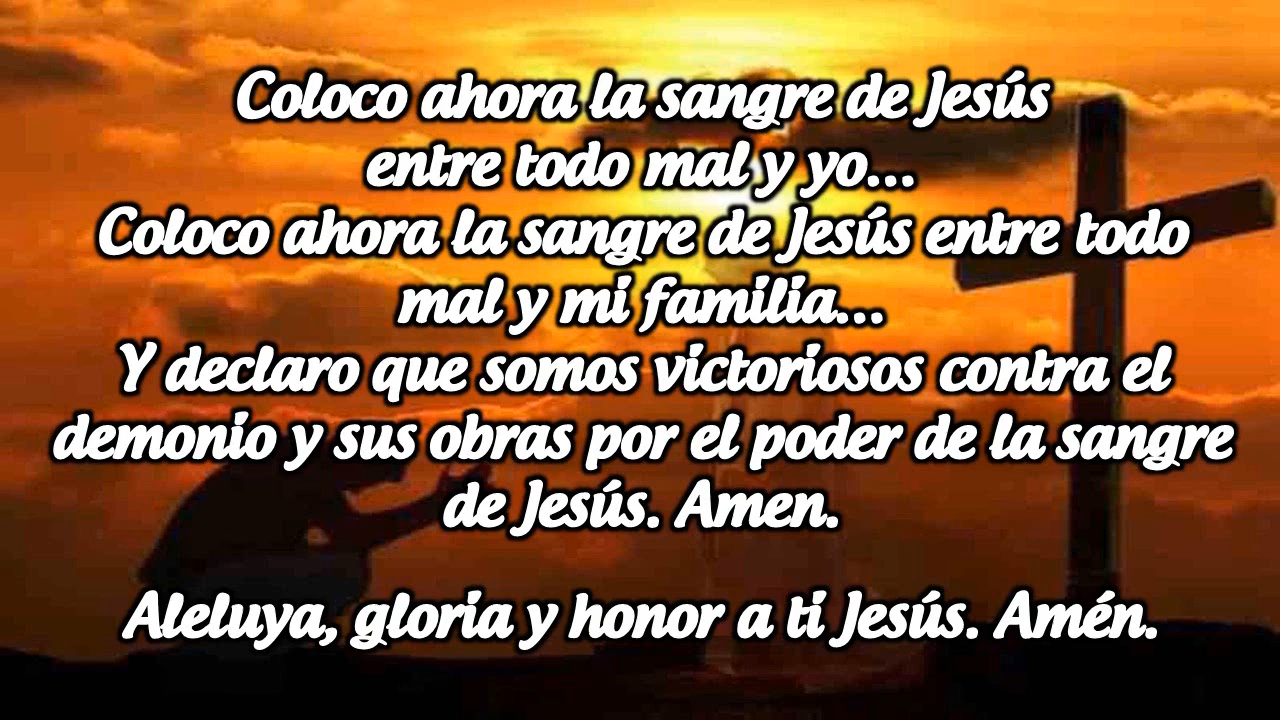 Coloco ahora la sangre de Jesús
entre todo mal y yo...
Coloco ahora la sangre de Jesús entre todo
mal y mi familia...
Y declaro que somos victoriosos contra el
demonio y sus obras por el poder de la sangre
de Jesús. Amen.
Aleluya, gloria y honor a ti Jesús. Amén.